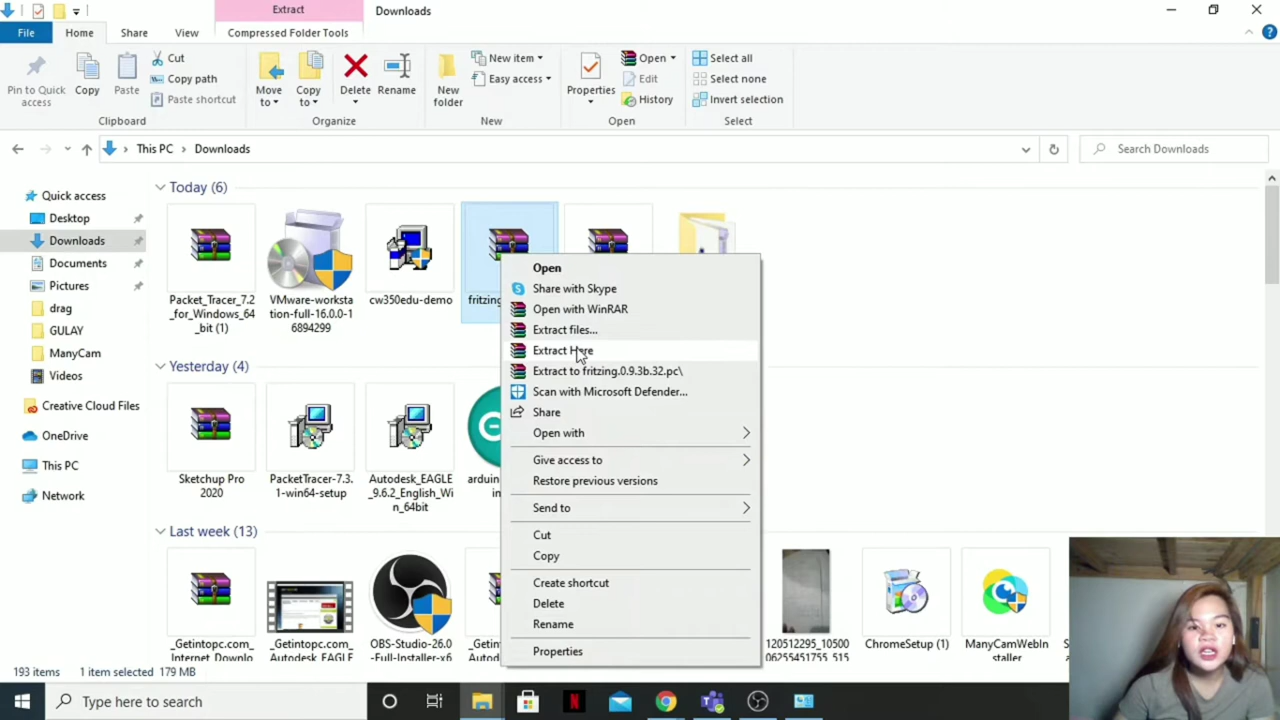 Extract
Downloads
File
Home
Share
View
Compressed Folder Tools
Pin to Quick
access
Copy
Paste
Cut
Copy path
Paste shortcut
Clipboard
Move
to
Copy
to
Delete
Rename
Organize
New
folder
New item
Easy access
New
Properties
Open
Edit
History
Open
Select all
Select none
Invert selection
Select
This PC
Downloads
Search Downloads
Quick access
Desktop
Downloads
Documents
Pictures
drag
GULAY
ManyCam
Videos
Creative Cloud Files
OneDrive
This PC
Network
Today (6)
Packet_Tracer_7.2
_for_Windows_64
_bit (1)
VMware-worksta
tion-full-16.0.0-1
6894299
cw350edu-demo
fritzing
Yesterday (4)
Sketchup Pro
2020
PacketTracer-7.3.
1-win64-setup
Autodesk_EAGLE
_9.6.2_English_Wi
n_64bit
Last week (13)
_Getintopc.com_
Internet_Downlo
_Getintopc.com_
Autodesk_EAGLE
OBS-Studio-26.0
-Full-Installer-x6
120512295_10500
06255451755_515
ChromeSetup (1)
ManyCamWebIn
staller
Open
Share with Skype
Open with WinRAR
Extract files...
Extract Here
Extract to fritzing.0.9.3b.32.pc\
Scan with Microsoft Defender...
Share
Open with
Give access to
Restore previous versions
Send to
Cut
Copy
Create shortcut
Delete
Rename
Properties
193 items
1 item selected 179 MB
Type here to search